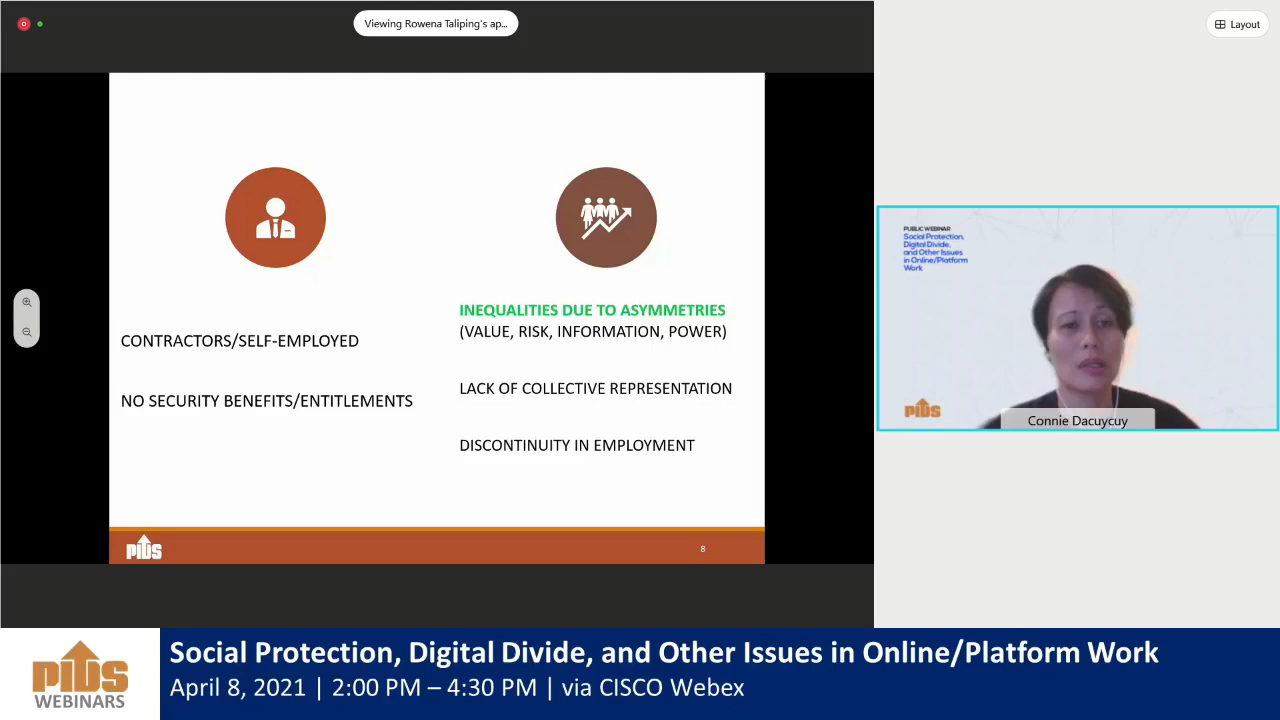 Viewing Rowena Taliping's ap...
Layout
CONTRACTORS/SELF-EMPLOYED
NO SECURITY BENEFITS/ENTITLEMENTS
INEQUALITIES DUE TO ASYMMETRIES
(VALUE, RISK, INFORMATION, POWER)
LACK OF COLLECTIVE REPRESENTATION
DISCONTINUITY IN EMPLOYMENT
PIDS
8
PUBLIC WEBINAR
Social Protection,
Digital Divide,
and Other Issues
in Online/Platform
Work
PIDS
Connie Dacuycuy
PIDS
WEBINARS
Social Protection, Digital Divide, and Other Issues in Online/Platform Work
April 8, 2021 | 2:00 PM – 4:30 PM | via CISCO Webex